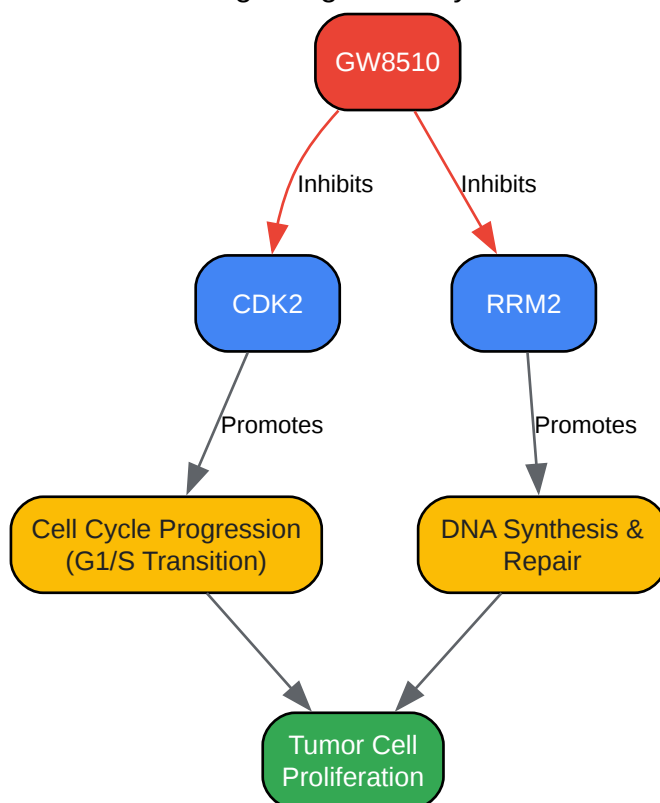 GW8510
Inhibits
Inhibits
CDK2
RRM2
Promotes
Promotes
Cell Cycle Progression
(G1/S Transition)
DNA Synthesis &
Repair
Tumor Cell
Proliferation